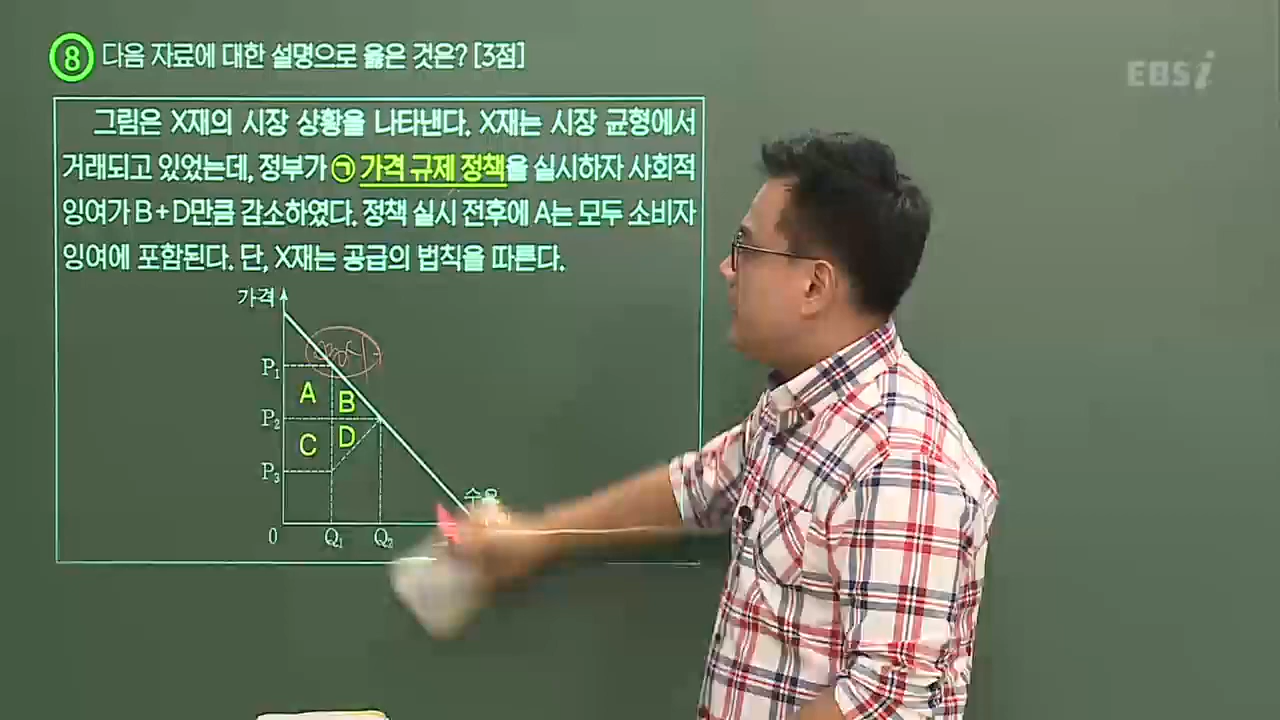 ⑧ 다음 자료에 대한 설명으로 옳은 것은? [3점]
EBSi
그림은 X재의 시장 상황을 나타낸다. X재는 시장 균형에서
거래되고 있었는데, 정부가 ㉠ 가격 규제 정책을 실시하자 사회적
잉여가 B+D만큼 감소하였다. 정책 실시 전후에 A는 모두 소비자
잉여에 포함된다. 단, X재는 공급의 법칙을 따른다.
가격
P₁
A
B
P₂
C
D
P₃
0
Q₁
Q₂